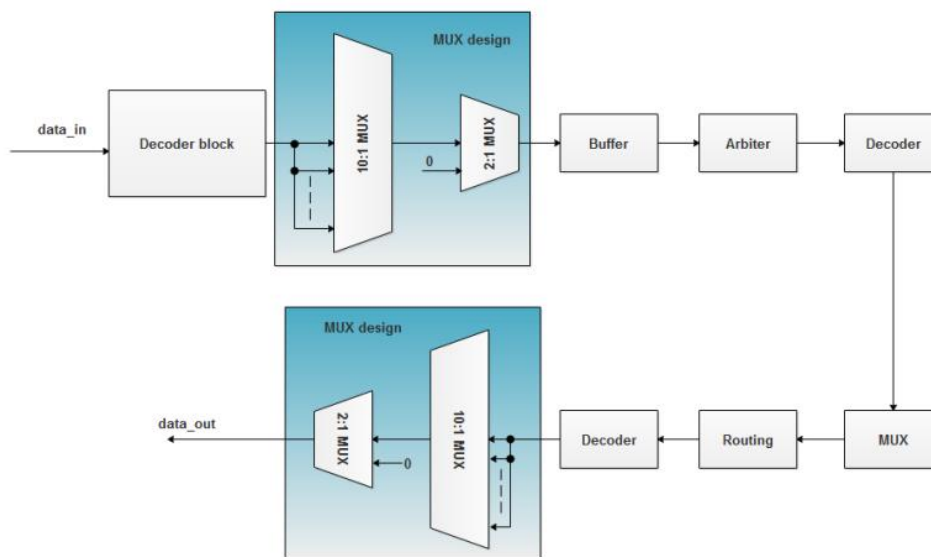 MUX design
data_in
Decoder block
10:1 MUX
0
2:1 MUX
Buffer
Arbiter
Decoder
MUX design
data_out
2:1 MUX
0
10:1 MUX
Decoder
Routing
MUX